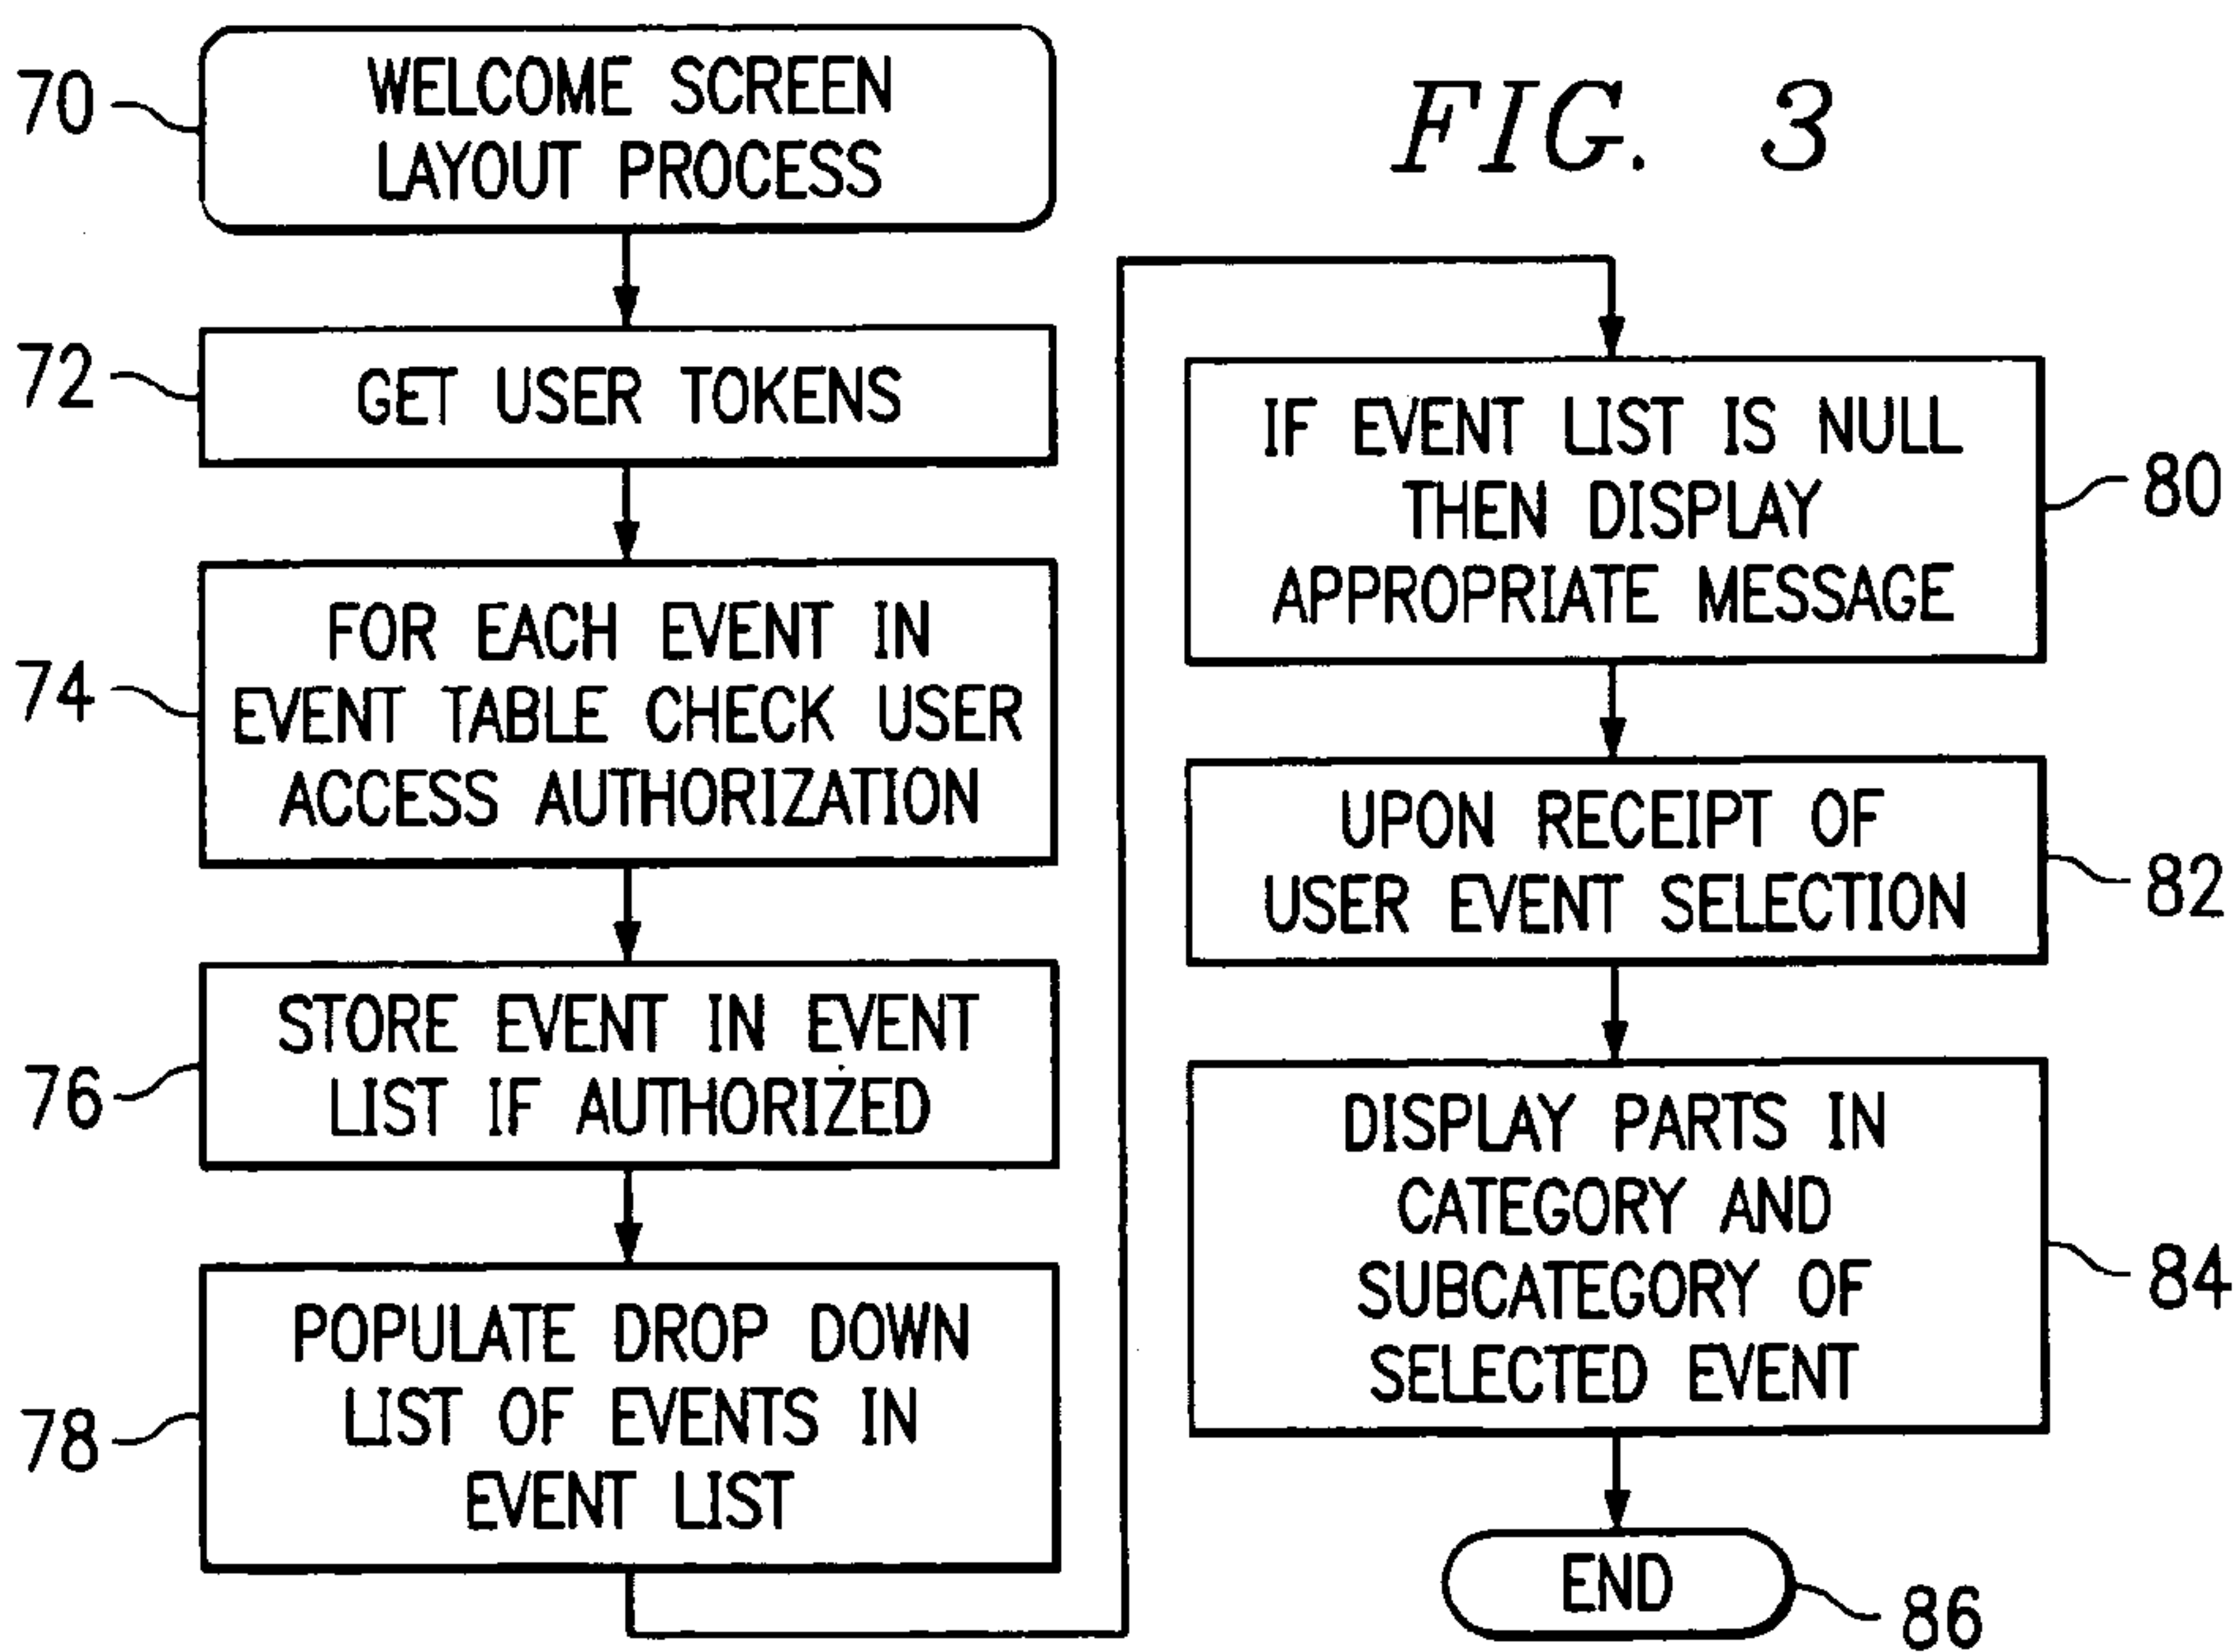 FIG. 3
70
WELCOME SCREEN
LAYOUT PROCESS
72
GET USER TOKENS
74
FOR EACH EVENT IN
EVENT TABLE CHECK USER
ACCESS AUTHORIZATION
76
STORE EVENT IN EVENT
LIST IF AUTHORIZED
78
POPULATE DROP DOWN
LIST OF EVENTS IN
EVENT LIST
IF EVENT LIST IS NULL
THEN DISPLAY
APPROPRIATE MESSAGE
80
UPON RECEIPT OF
USER EVENT SELECTION
82
DISPLAY PARTS IN
CATEGORY AND
SUBCATEGORY OF
SELECTED EVENT
84
END
86